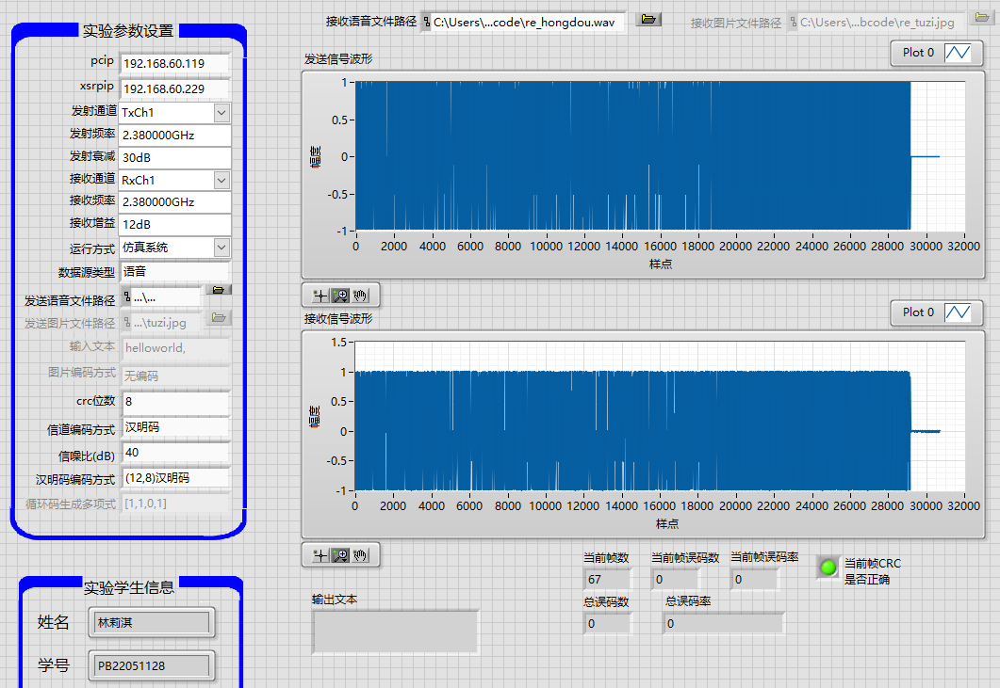 实验参数设置
pcip 192.168.60.119
xsrpip 192.168.60.229
发射通道 TxCh1
发射频率 2.380000GHz
发射衰减 30dB
接收通道 RxCh1
接收频率 2.380000GHz
接收增益 12dB
运行方式 仿真系统
数据源类型 语音
发送语音文件路径 ...\...
发送图片文件路径 ...\tuzi.jpg
输入文本 helloworld,
图片编码方式 无编码
crc位数 8
信道编码方式 汉明码
信噪比(dB) 40
汉明码编码方式 (12,8)汉明码
循环码生成多项式 [1,1,0,1]
实验学生信息
姓名 林莉淇
学号 PB22051128
接收语音文件路径 C:\Users\...code\re_hongdou.wav
接收图片文件路径 C:\Users\...bcode\re_tuzi.jpg
发送信号波形
Plot 0
1
0.5
0
-0.5
-1
幅度
0 2000 4000 6000 8000 10000 12000 14000 16000 18000 20000 22000 24000 26000 28000 30000 32000
样点
接收信号波形
Plot 0
1.5
1
0.5
0
-0.5
-1
幅度
0 2000 4000 6000 8000 10000 12000 14000 16000 18000 20000 22000 24000 26000 28000 30000 32000
样点
输出文本
当前帧数 当前帧误码数 当前帧误码率
67 0 0
当前帧CRC
是否正确
总误码数 总误码率
0 0